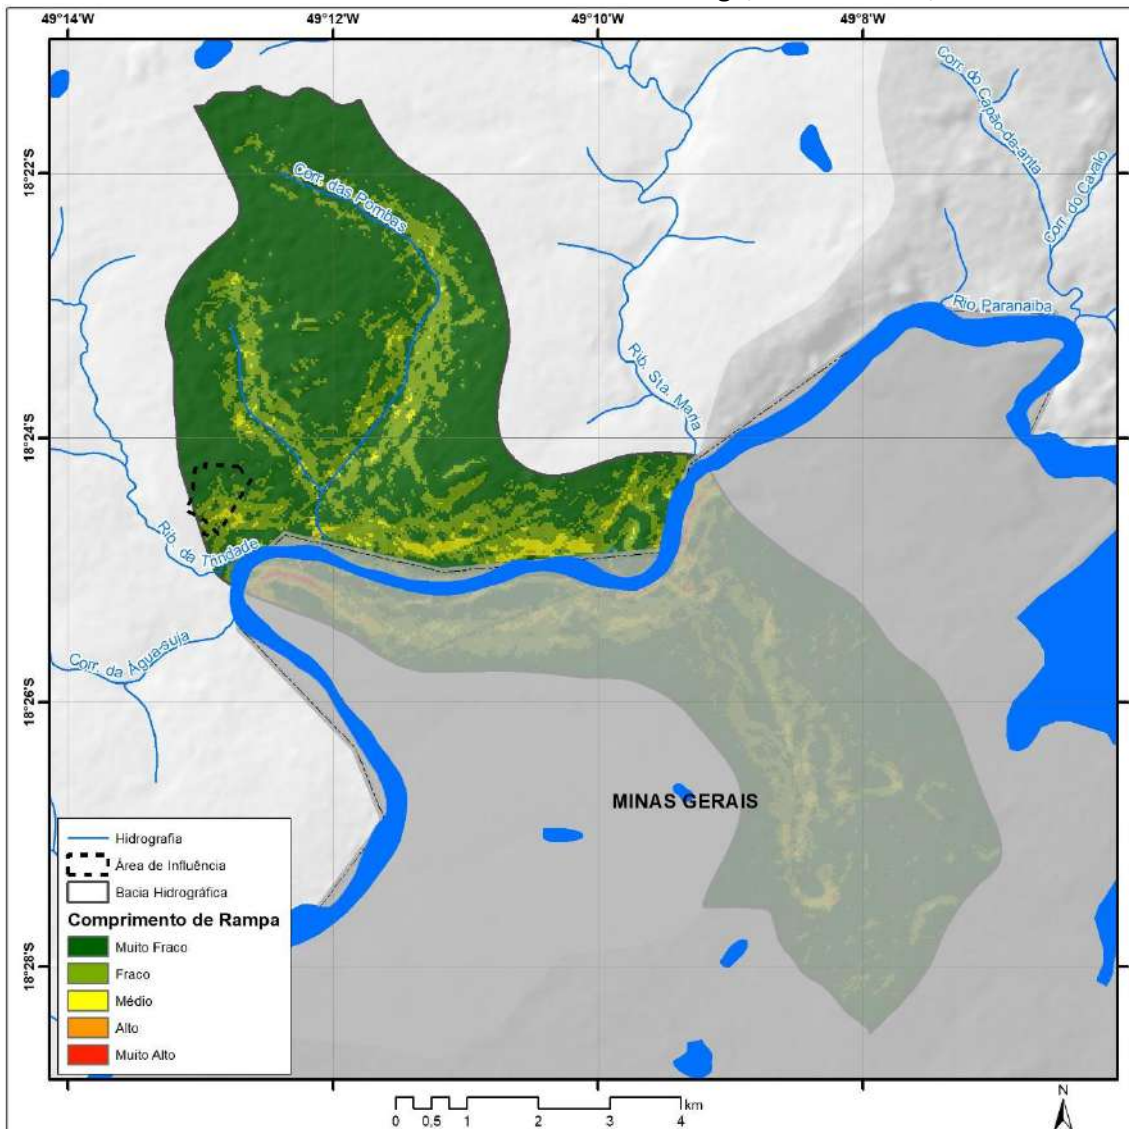 49°14'W
49°12'W
49°10'W
49°8'W
18°22'S
18°24'S
18°26'S
18°28'S
Corr. do Capão-da-anta
Corr. do Cavalo
Corr. das Pombas
Rio Paranaíba
Rib. Sta. Maria
Rib. da Trindade
Corr. da Água-suja
MINAS GERAIS
Hidrografia
Área de Influência
Bacia Hidrográfica
Comprimento de Rampa
Muito Fraco
Fraco
Médio
Alto
Muito Alto
km
0 0,5 1 2 3 4
N